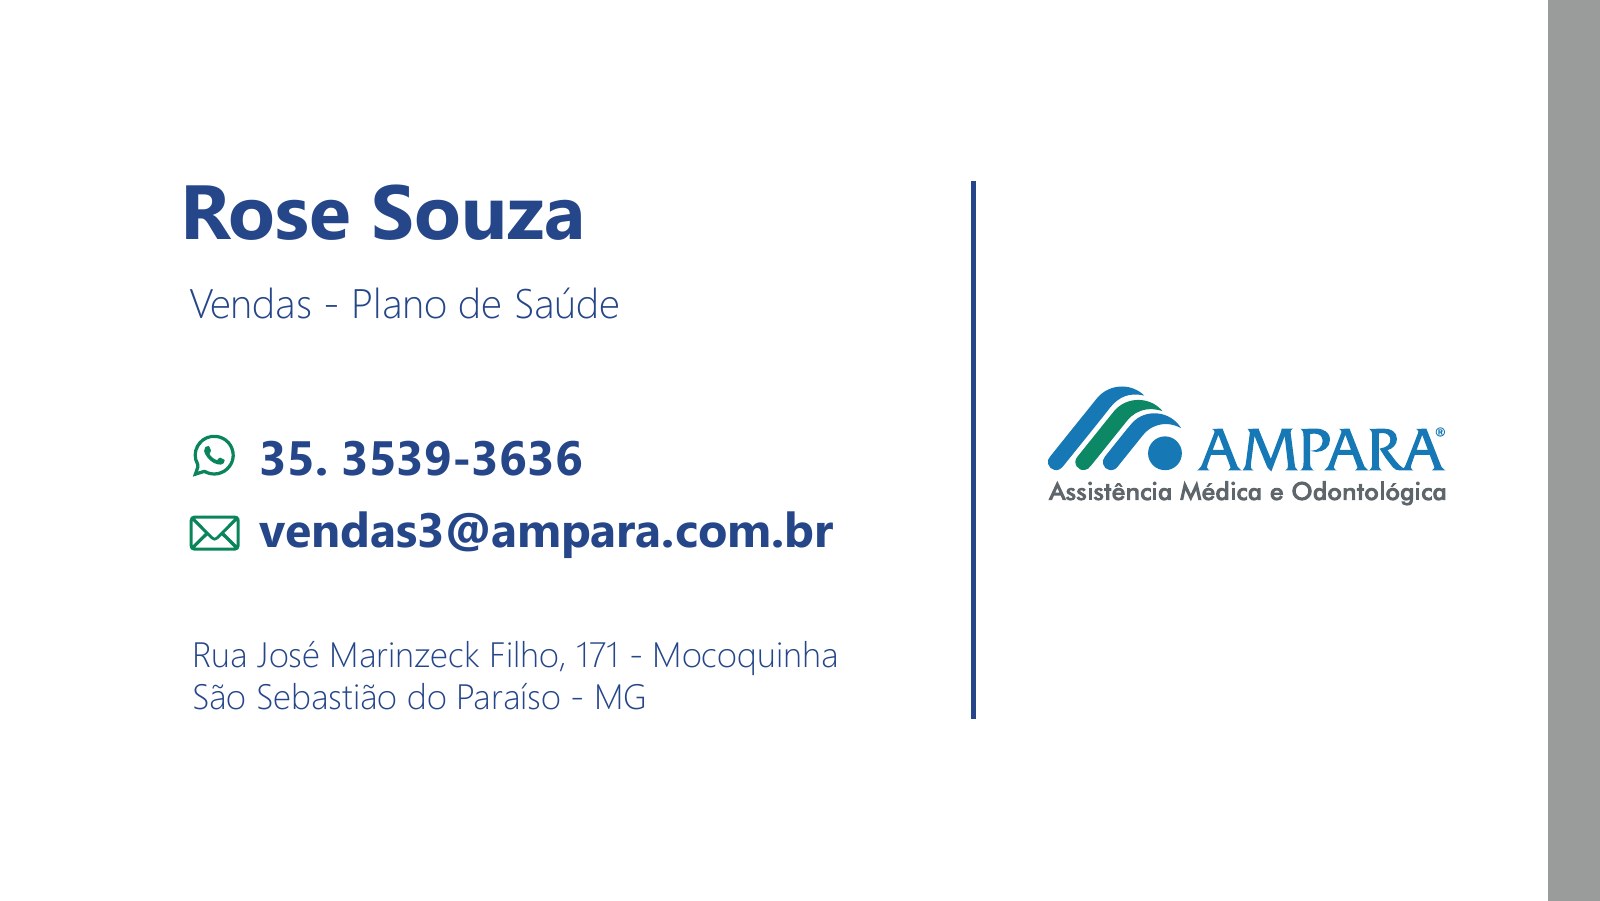 Rose Souza
Vendas - Plano de Saúde
35. 3539-3636
vendas3@ampara.com.br
Rua José Marinzeck Filho, 171 - Mocoquinha
São Sebastião do Paraíso - MG
AMPARA®
Assistência Médica e Odontológica